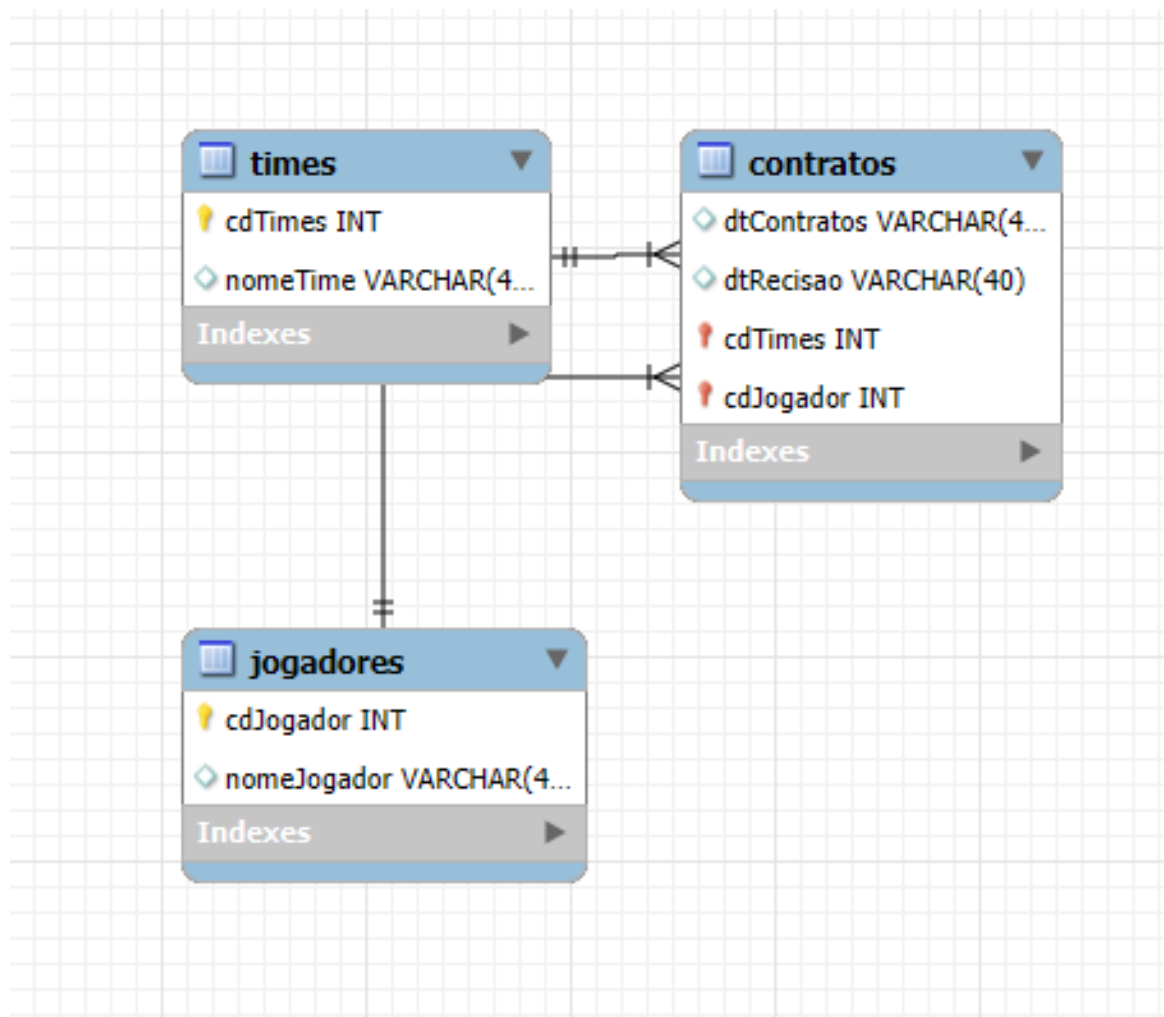 times
cdTimes INT
nomeTime VARCHAR(4...
Indexes
contratos
dtContratos VARCHAR(4...
dtRecisao VARCHAR(40)
cdTimes INT
cdJogador INT
Indexes
jogadores
cdJogador INT
nomeJogador VARCHAR(4...
Indexes